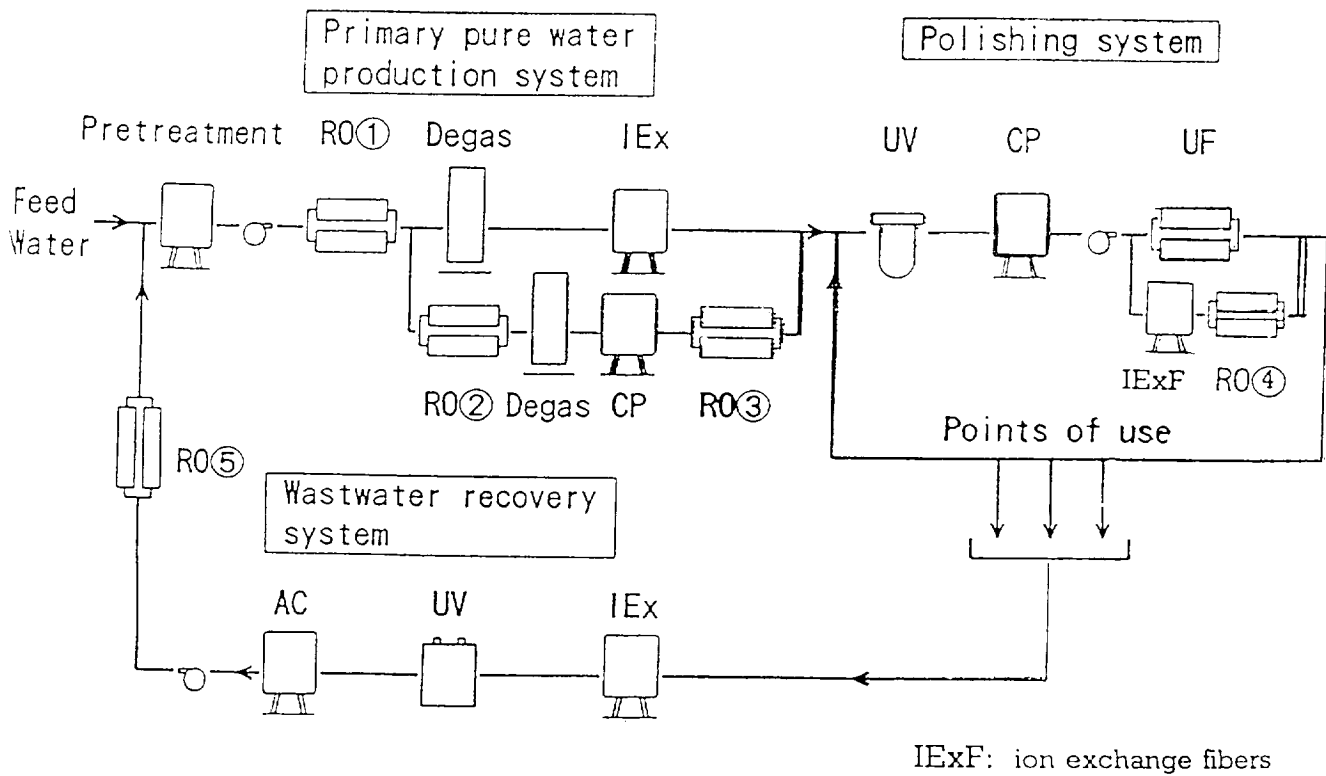 Primary pure water
production system
Polishing system
Pretreatment RO① Degas IEx UV CP UF
Feed
Water
RO② Degas CP RO③
IExF RO④
Points of use
RO⑤
Wastwater recovery
system
AC UV IEx
IExF: ion exchange fibers